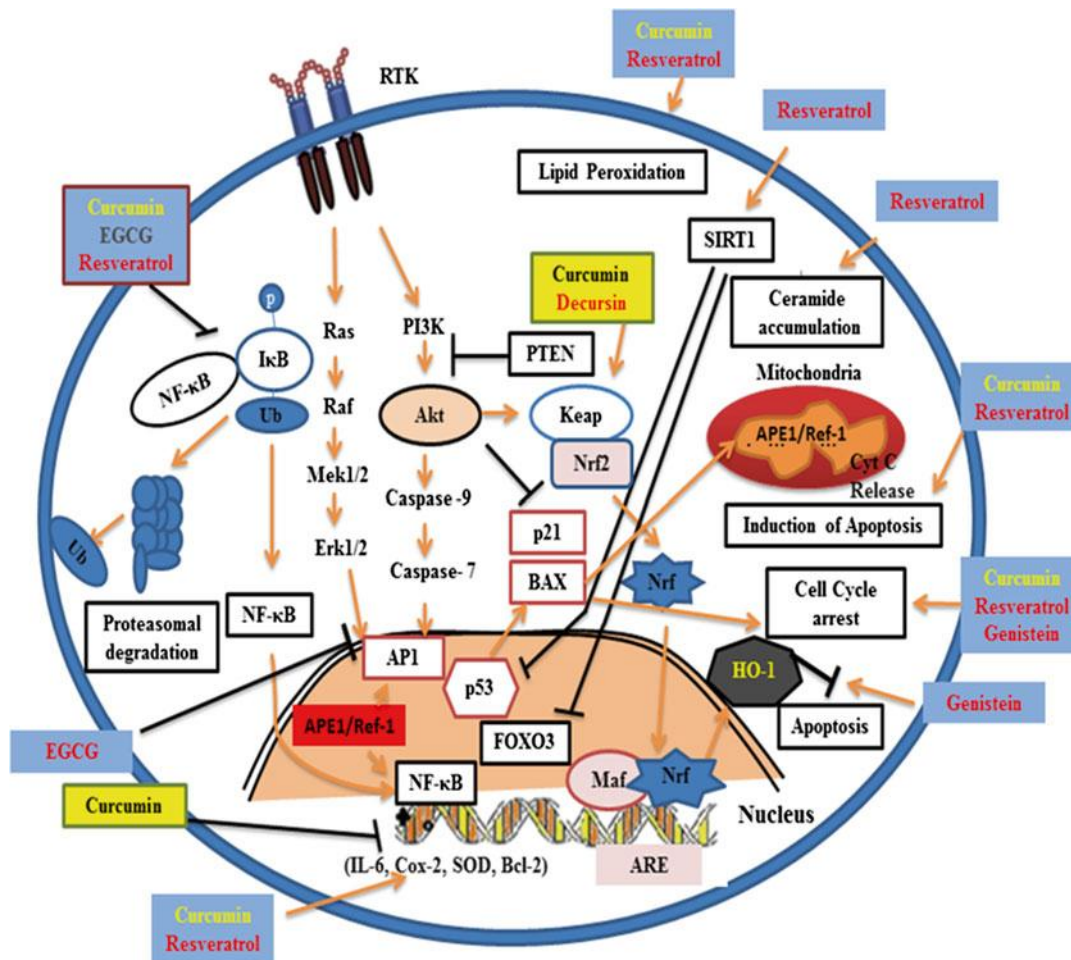 Curcumin
Resveratrol
RTK
Resveratrol
Lipid Peroxidation
Curcumin
EGCG
Resveratrol
Resveratrol
SIRT1
Curcumin
Decursin
Ceramide
accumulation
p
IκB
NF-κB
Ub
Ras
PI3K
PTEN
Mitochondria
Curcumin
Resveratrol
Raf
Akt
Keap
Nrf2
APE1/Ref-1
Cyt C
Release
Mek1/2
Caspase -9
Induction of Apoptosis
p21
Erk1/2
Caspase- 7
BAX
Nrf
Ub
Cell Cycle
arrest
Curcumin
Resveratrol
Genistein
Proteasomal
degradation
NF-κB
AP1
p53
HO-1
Genistein
Apoptosis
APE1/Ref-1
FOXO3
EGCG
Curcumin
NF-κB
Maf
Nrf
Nucleus
(IL-6, Cox-2, SOD, Bcl-2)
ARE
Curcumin
Resveratrol